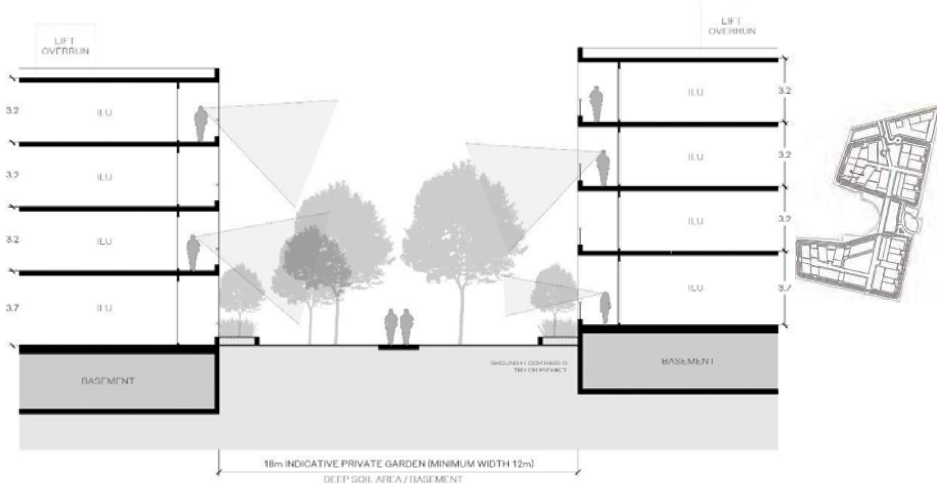 LIFT
OVERRUN
LIFT
OVERRUN
3.2
ILU
ILU
3.2
3.2
ILU
ILU
3.2
3.2
ILU
ILU
3.2
3.7
ILU
ILU
3.7
BASEMENT
BASEMENT
18m INDICATIVE PRIVATE GARDEN (MINIMUM WIDTH 12m)
DEEP SOIL AREA / BASEMENT